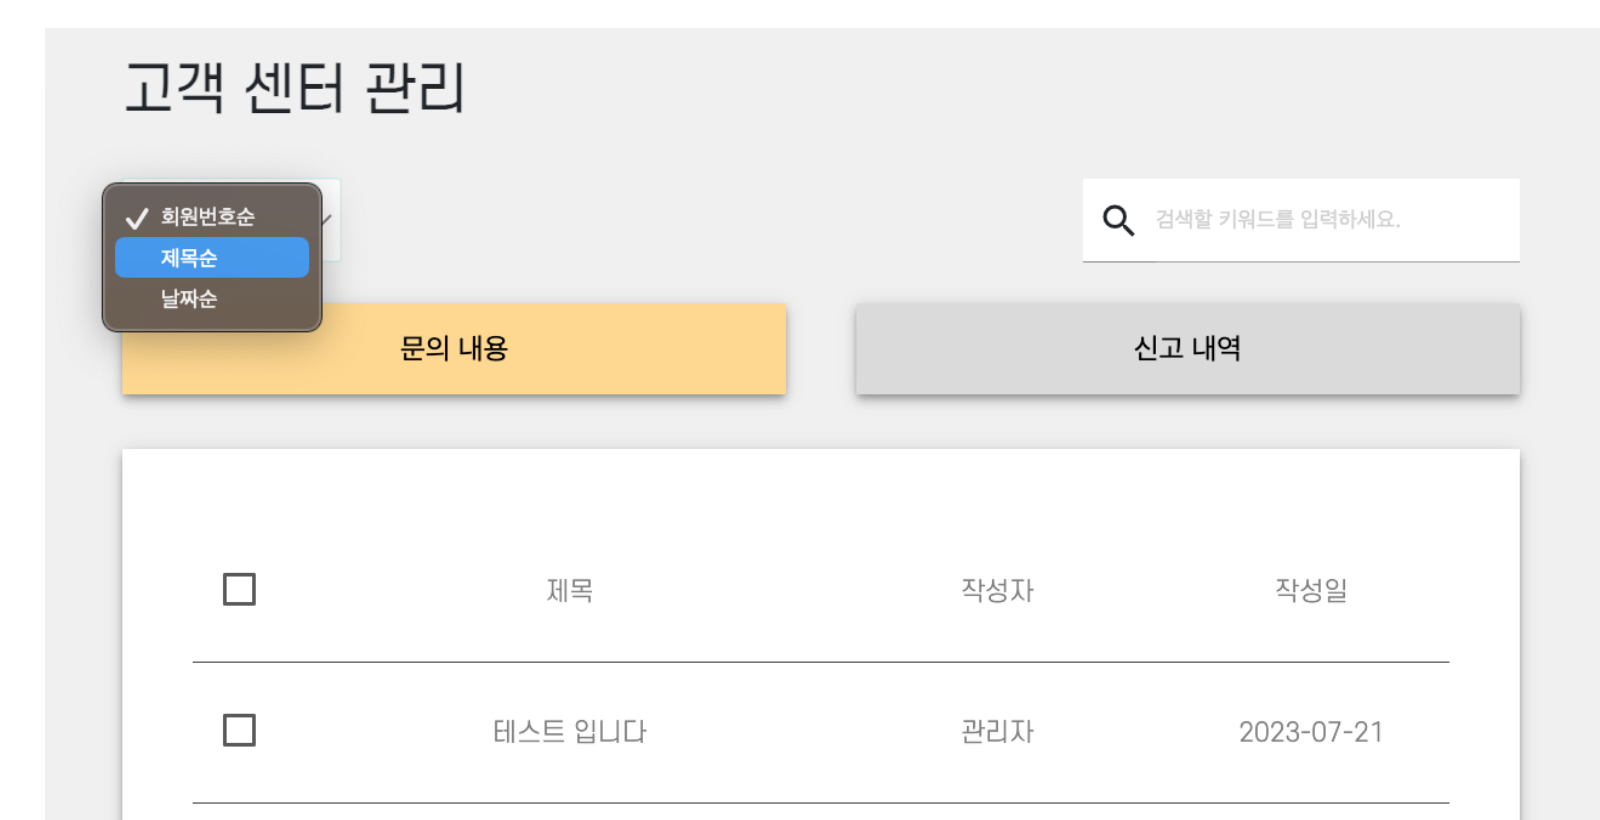 고객 센터 관리
회원번호순
제목순
날짜순
검색할 키워드를 입력하세요.
문의 내용
신고 내역
제목 작성자 작성일
테스트 입니다 관리자 2023-07-21